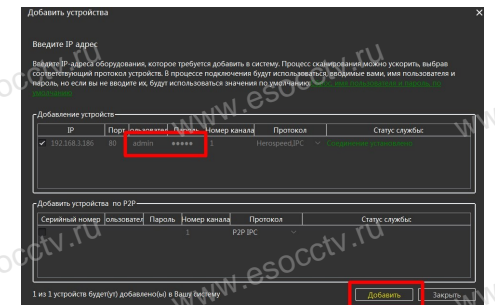 Добавить устройства
Введите IP адрес
Введите IP-адреса оборудования, которое требуется добавить в систему. Процесс сканирования можно ускорить, выбрав
соответствующий протокол устройств. В процессе подключения будут использоваться, вводимые вами, имя пользователя и
пароль, но если вы не вводите их, будут использоваться значения по умолчанию.
Добавление устройств
IP Порт Пароль Номер канала Протокол Статус службы:
192.168.3.186 80 admin ••••• 1 Herospeed,IPC Соединение установлено
Добавить устройства по P2P
Серийный номер ользовател Пароль Номер канала Протокол Статус службы:
1 P2P IPC
1 из 1 устройств будет(ут) добавлено(ы) в Вашу систему
Добавить Закрыть
www.esocctv.ru